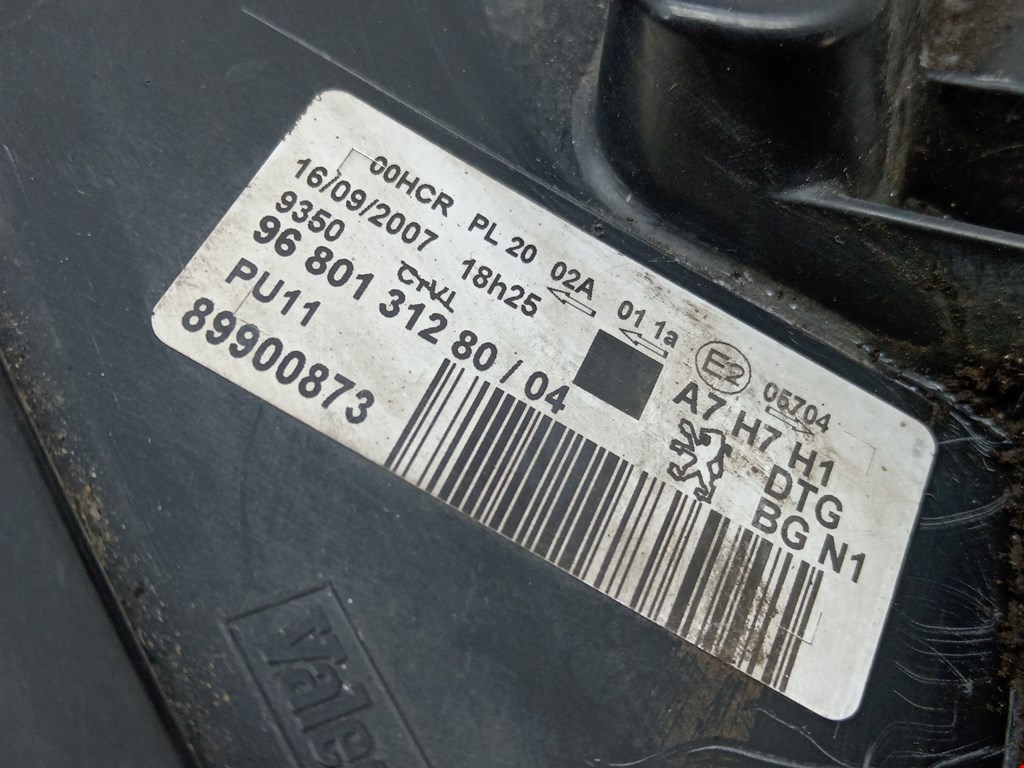 00HCR PL 20 02A 01 1a E2 05704
16/09/2007 18h25
9350
96 801 312 80 / 04
PU11
89900873
A7 H7 H1
DTG
BG N1
Vale